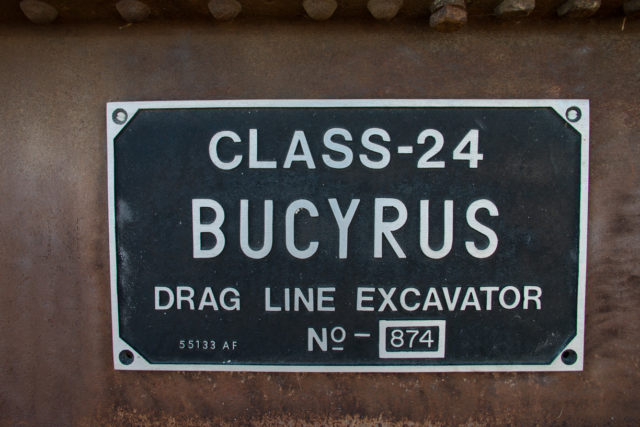 CLASS-24
BUCYRUS
DRAG LINE EXCAVATOR
55133 AF Nº - 874